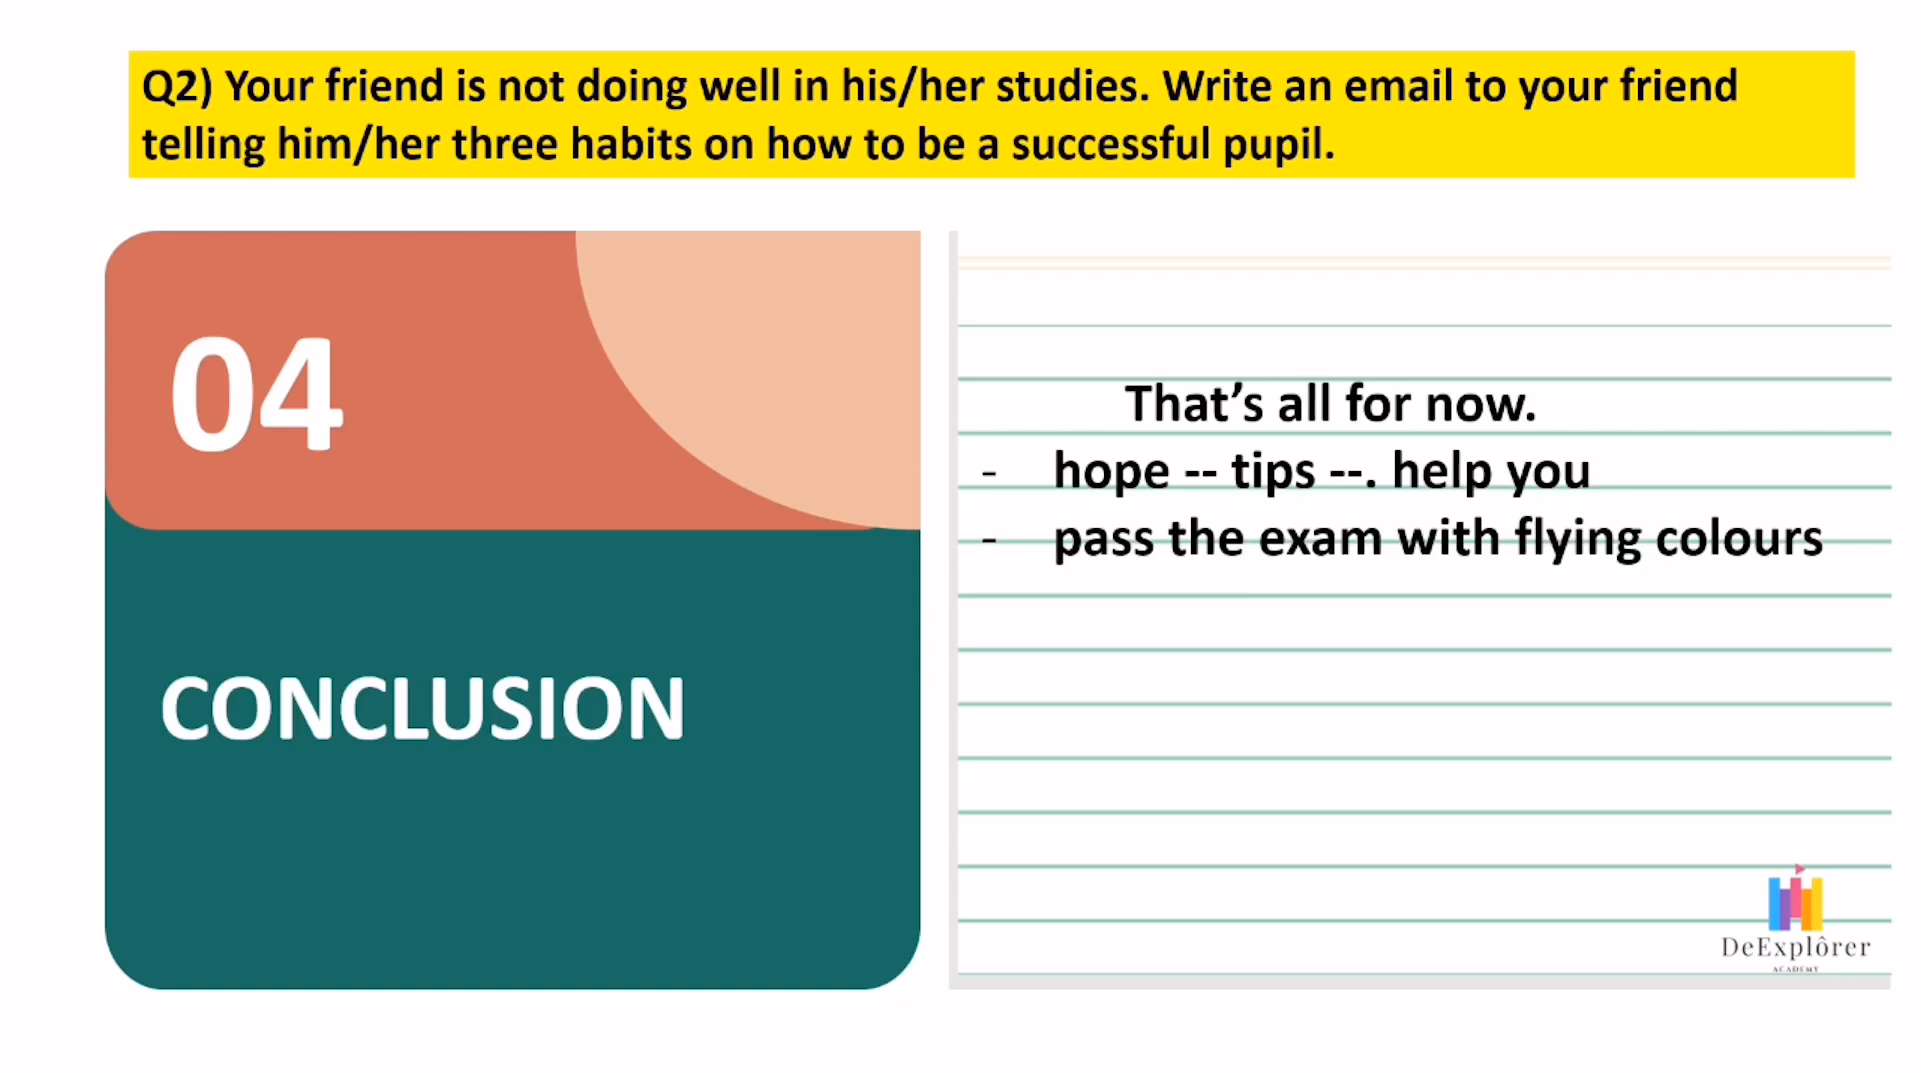 Q2) Your friend is not doing well in his/her studies. Write an email to your friend
telling him/her three habits on how to be a successful pupil.
04
CONCLUSION
That’s all for now.
- hope -- tips --. help you
- pass the exam with flying colours
DeExplôrer
ACADEMY